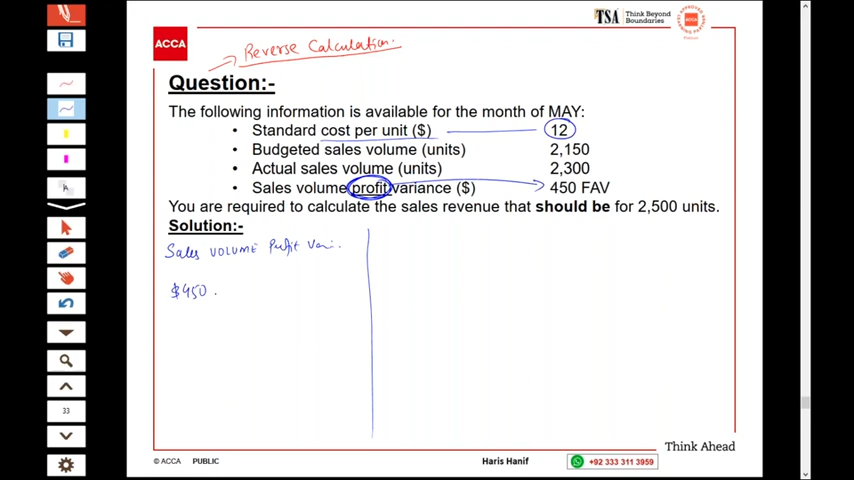 TSA Think Beyond Boundaries
ACCA
Reverse Calculation.
Question:-
The following information is available for the month of MAY:
• Standard cost per unit ($) 12
• Budgeted sales volume (units) 2,150
• Actual sales volume (units) 2,300
• Sales volume profit variance ($) 450 FAV
You are required to calculate the sales revenue that should be for 2,500 units.
Solution:-
Sales VOLUME Profit Vari.
$450.
33
Think Ahead
© ACCA PUBLIC Haris Hanif +92 333 311 3959